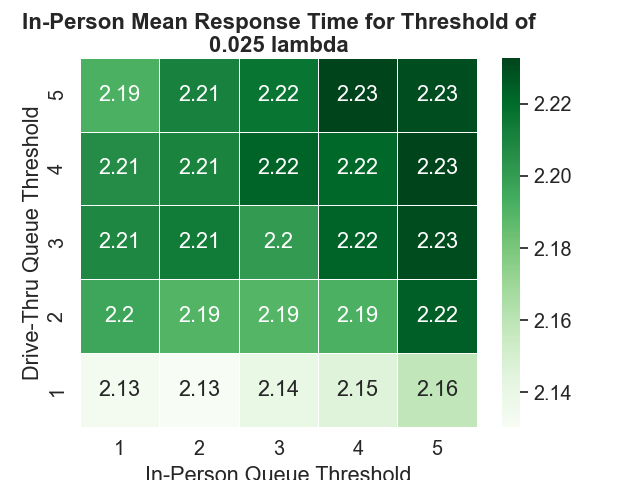 In-Person Mean Response Time for Threshold of
0.025 lambda
Drive-Thru Queue Threshold
5 2.19 2.21 2.22 2.23 2.23
4 2.21 2.21 2.22 2.22 2.23
3 2.21 2.21 2.2 2.22 2.23
2 2.2 2.19 2.19 2.19 2.22
1 2.13 2.13 2.14 2.15 2.16
1 2 3 4 5
In-Person Queue Threshold
2.22
2.20
2.18
2.16
2.14